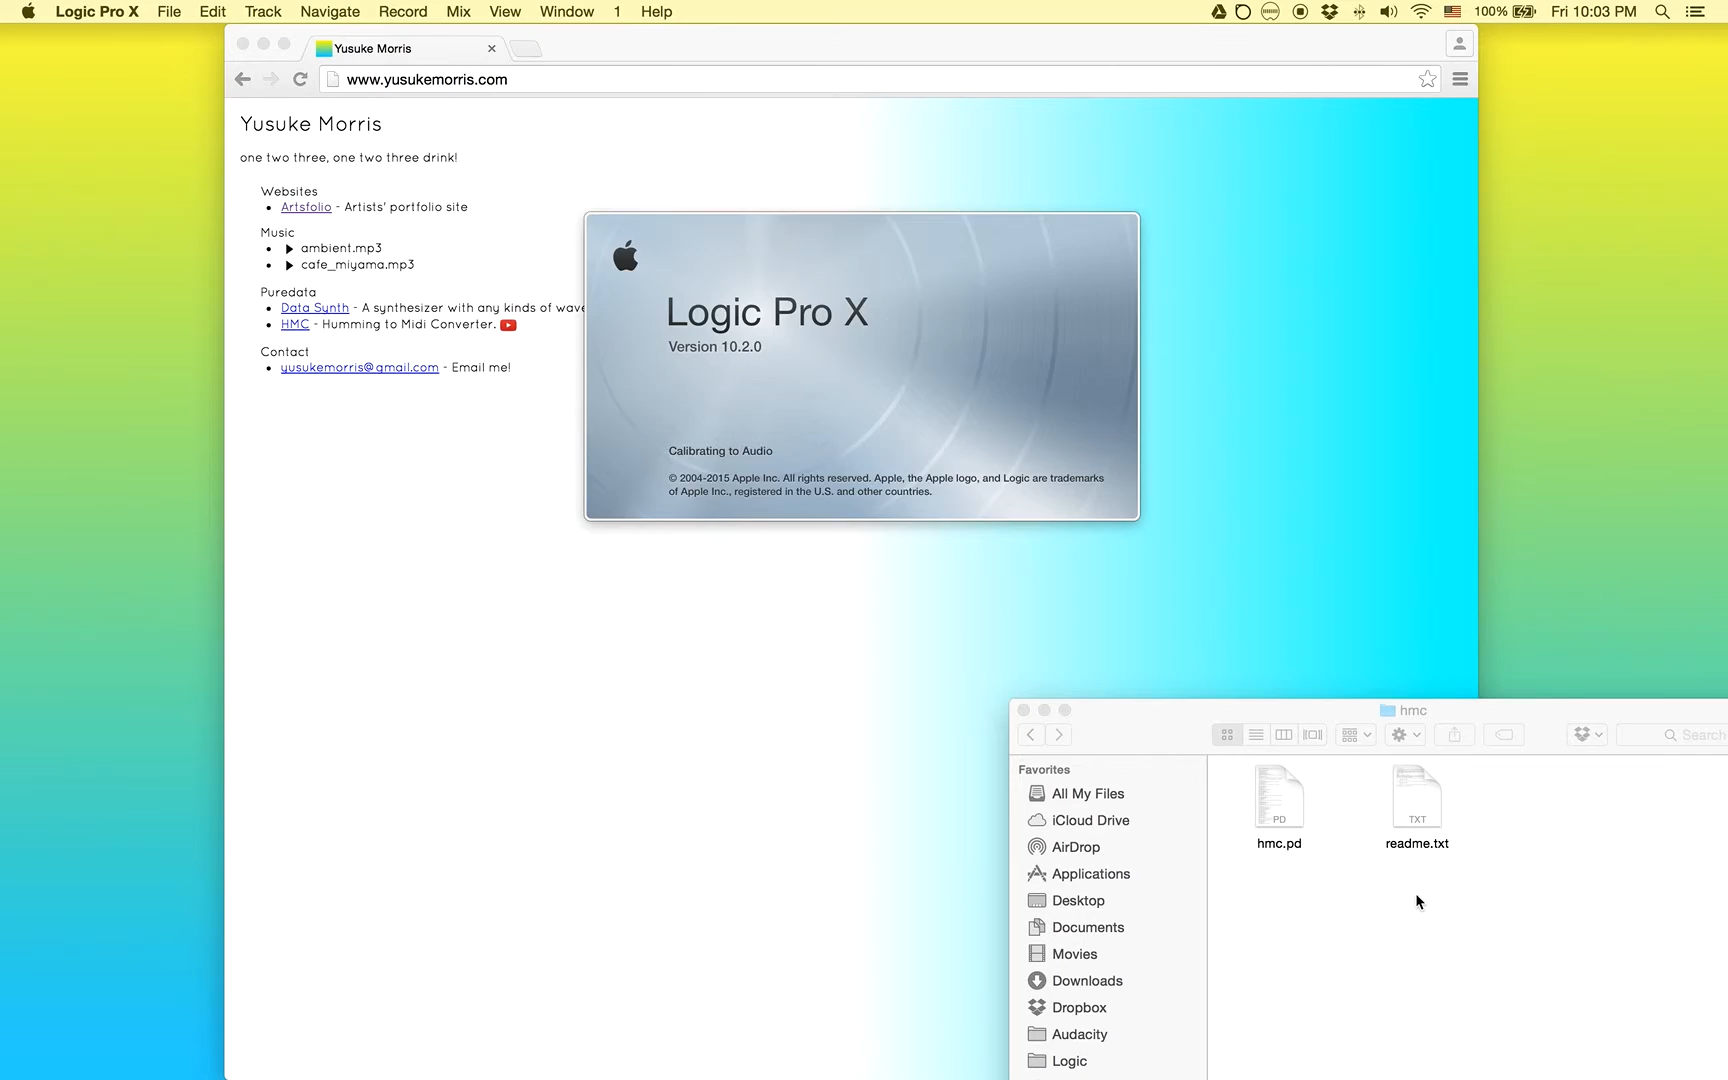 Logic Pro X File Edit Track Navigate Record Mix View Window 1 Help 100% Fri 10:03 PM
Yusuke Morris
www.yusukemorris.com
Yusuke Morris
one two three, one two three drink!
Websites
Artsfolio - Artists' portfolio site
Music
ambient.mp3
cafe_miyama.mp3
Puredata
Data Synth - A synthesizer with any kinds of wave
HMC - Humming to Midi Converter.
Contact
yusukemorris@gmail.com - Email me!
Logic Pro X
Version 10.2.0
Calibrating to Audio
© 2004-2015 Apple Inc. All rights reserved. Apple, the Apple logo, and Logic are trademarks
of Apple Inc., registered in the U.S. and other countries.
hmc
Search
Favorites
All My Files
iCloud Drive
AirDrop
Applications
Desktop
Documents
Movies
Downloads
Dropbox
Audacity
Logic
PD
hmc.pd
TXT
readme.txt